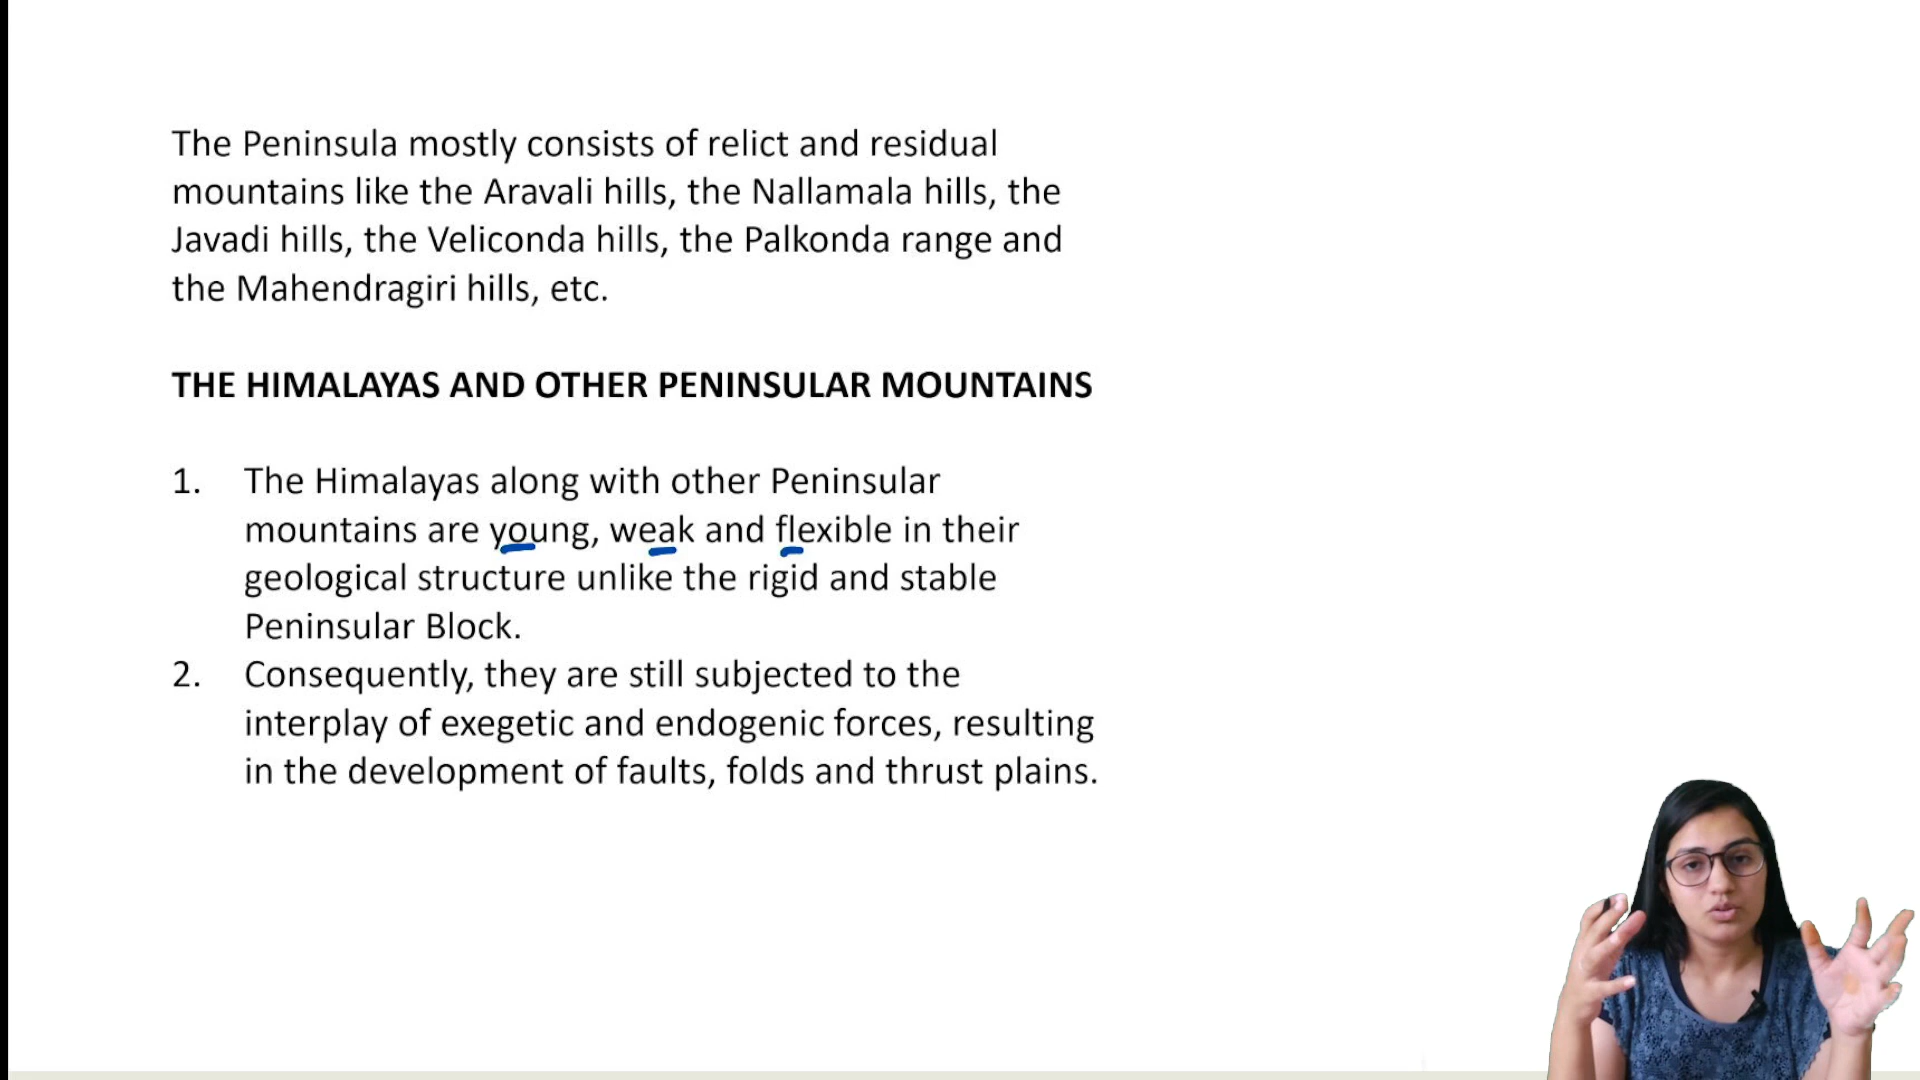 The Peninsula mostly consists of relict and residual
mountains like the Aravali hills, the Nallamala hills, the
Javadi hills, the Veliconda hills, the Palkonda range and
the Mahendragiri hills, etc.
THE HIMALAYAS AND OTHER PENINSULAR MOUNTAINS
1. The Himalayas along with other Peninsular
mountains are young, weak and flexible in their
geological structure unlike the rigid and stable
Peninsular Block.
2. Consequently, they are still subjected to the
interplay of exegetic and endogenic forces, resulting
in the development of faults, folds and thrust plains.